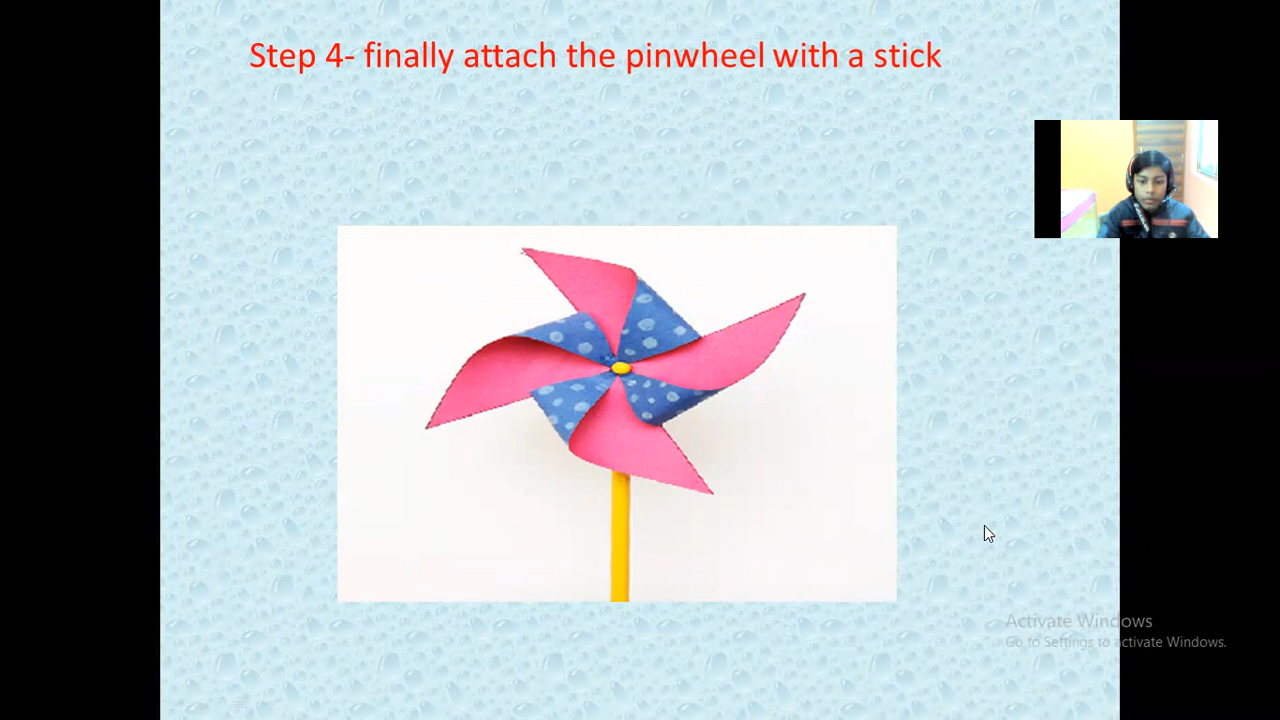 Step 4- finally attach the pinwheel with a stick
Activate Windows
Go to Settings to activate Windows.